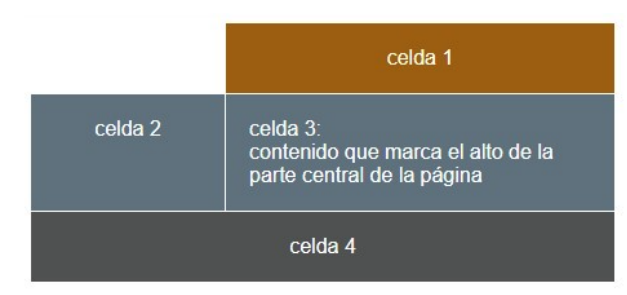 celda 1
celda 2
celda 3:
contenido que marca el alto de la
parte central de la página
celda 4